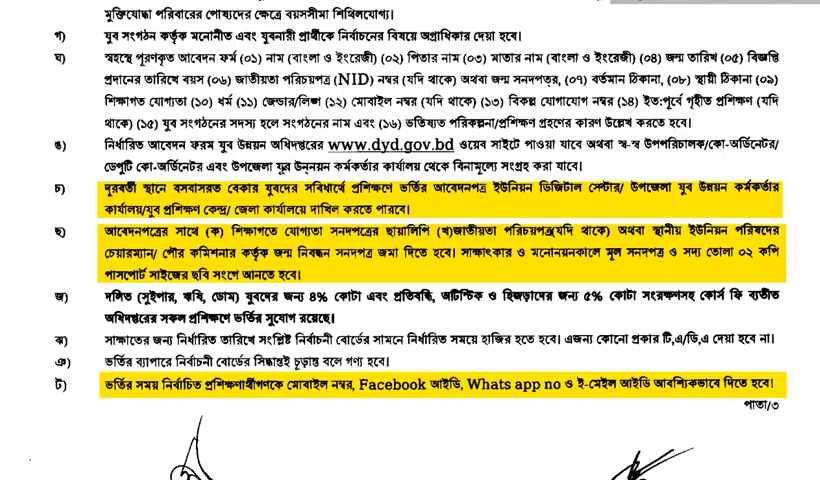 মুক্তিযোদ্ধা পরিবারের পোষ্যদের ক্ষেত্রে বয়সসীমা শিথিলযোগ্য।
গ) যুব সংগঠন কর্তৃক মনোনীত এবং যুবনারী প্রার্থীকে নির্বাচনের বিষয়ে অগ্রাধিকার দেয়া হবে।
ঘ) স্বহস্থে পূরণকৃত আবেদন ফর্ম (০১) নাম (বাংলা ও ইংরেজী) (০২) পিতার নাম (০৩) মাতার নাম (বাংলা ও ইংরেজী) (০৪) জন্ম তারিখ (০৫) বিজ্ঞপ্তি
প্রদানের তারিখে বয়স (০৬) জাতীয়তা পরিচয়পত্র (NID) নম্বর (যদি থাকে) অথবা জন্ম সনদপত্র, (০৭) বর্তমান ঠিকানা, (০৮) স্থায়ী ঠিকানা (০৯)
শিক্ষাগত যোগ্যতা (১০) ধর্ম (১১) জেন্ডার/লিঙ্গ (১২) মোবাইল নম্বর (যদি থাকে) (১৩) বিকল্প যোগাযোগ নম্বর (১৪) ইত:পূর্বে গৃহীত প্রশিক্ষণ (যদি
থাকে) (১৫) যুব সংগঠনের সদস্য হলে সংগঠনের নাম এবং (১৬) ভতিষ্যত পরিকল্পনা/প্রশিক্ষণ গ্রহণের কারণ উল্লেখ করতে হবে।
ঙ) নির্ধারিত আবেদন ফরম যুব উন্নয়ন অধিদপ্তরের www.dyd.gov.bd ওয়েব সাইটে পাওয়া যাবে অথবা স্ব-স্ব উপপরিচালক/কো-অর্ডিনেটর/
ডেপুটি কো-অর্ডিনেটর এবং উপজেলা যুব উন্নয়ন কর্মকর্তার কার্যালয় থেকে বিনামূল্যে সংগ্রহ করা যাবে।
চ) দূরবর্তী স্থানে বসবাসরত বেকার যুবদের সবিধার্থে প্রশিক্ষণে ভর্তির আবেদনপত্র ইউনিয়ন ডিজিটাল সেন্টার/ উপজেলা যুব উন্নয়ন কর্মকর্তার
কার্যালয়/যুব প্রশিক্ষণ কেন্দ্র/ জেলা কার্যালয়ে দাখিল করতে পারবে।
ছ) আবেদনপত্রের সাথে (ক) শিক্ষাগতে যোগ্যতা সনদপত্রের ছায়ালিপি (খ)জাতীয়তা পরিচয়পত্র(যদি থাকে) অথবা স্থানীয় ইউনিয়ন পরিষদের
চেয়ারম্যান/ পৌর কমিশনার কর্তৃক জন্ম নিবন্ধন সনদপত্র জমা দিতে হবে। সাক্ষাৎকার ও মনোনয়নকালে মূল সনদপত্র ও সদ্য তোলা ০২ কপি
পাসপোর্ট সাইজের ছবি সংগে আনতে হবে।
জ) দলিত (সুইপার, ঋষি, ডোম) যুবদের জন্য ৪% কোটা এবং প্রতিবন্ধি, অটিস্টিক ও হিজড়াদের জন্য ৫% কোটা সংরক্ষণসহ কোর্স ফি ব্যতীত
অধিদপ্তরের সকল প্রশিক্ষণে ভর্তির সুযোগ রয়েছে।
ঝ) সাক্ষাতের জন্য নির্ধারিত তারিখে সংশ্লিষ্ট নির্বাচনী বোর্ডের সামনে নির্ধারিত সময়ে হাজির হতে হবে। এজন্য কোনো প্রকার টি,এ/ডি,এ দেয়া হবে না।
ঞ) ভর্তির ব্যাপারে নির্বাচনী বোর্ডের সিদ্ধান্তই চূড়ান্ত বলে গণ্য হবে।
ট) ভর্তির সময় নির্বাচিত প্রশিক্ষণার্থীগণকে মোবাইল নম্বর, Facebook আইডি, Whats app no ও ই-মেইল আইডি আবশ্যিকভাবে দিতে হবে।
পাতা/৩